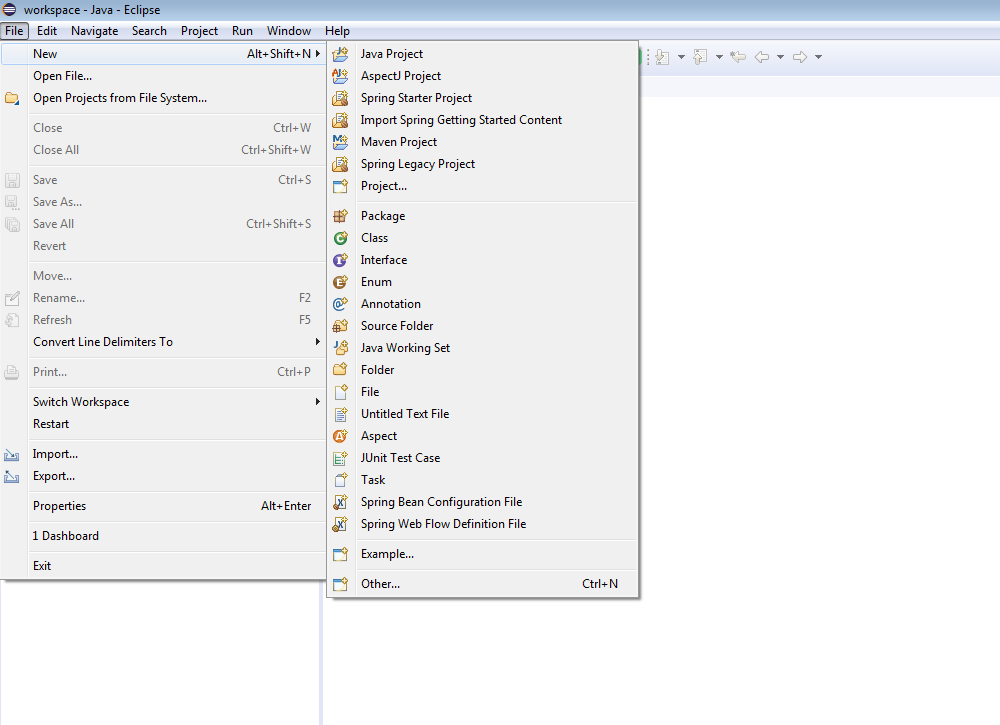 workspace - Java - Eclipse
File Edit Navigate Search Project Run Window Help
New Alt+Shift+N
Open File...
Open Projects from File System...
Close Ctrl+W
Close All Ctrl+Shift+W
Save Ctrl+S
Save As...
Save All Ctrl+Shift+S
Revert
Move...
Rename... F2
Refresh F5
Convert Line Delimiters To
Print... Ctrl+P
Switch Workspace
Restart
Import...
Export...
Properties Alt+Enter
1 Dashboard
Exit
Java Project
AspectJ Project
Spring Starter Project
Import Spring Getting Started Content
Maven Project
Spring Legacy Project
Project...
Package
Class
Interface
Enum
Annotation
Source Folder
Java Working Set
Folder
File
Untitled Text File
Aspect
JUnit Test Case
Task
Spring Bean Configuration File
Spring Web Flow Definition File
Example...
Other... Ctrl+N